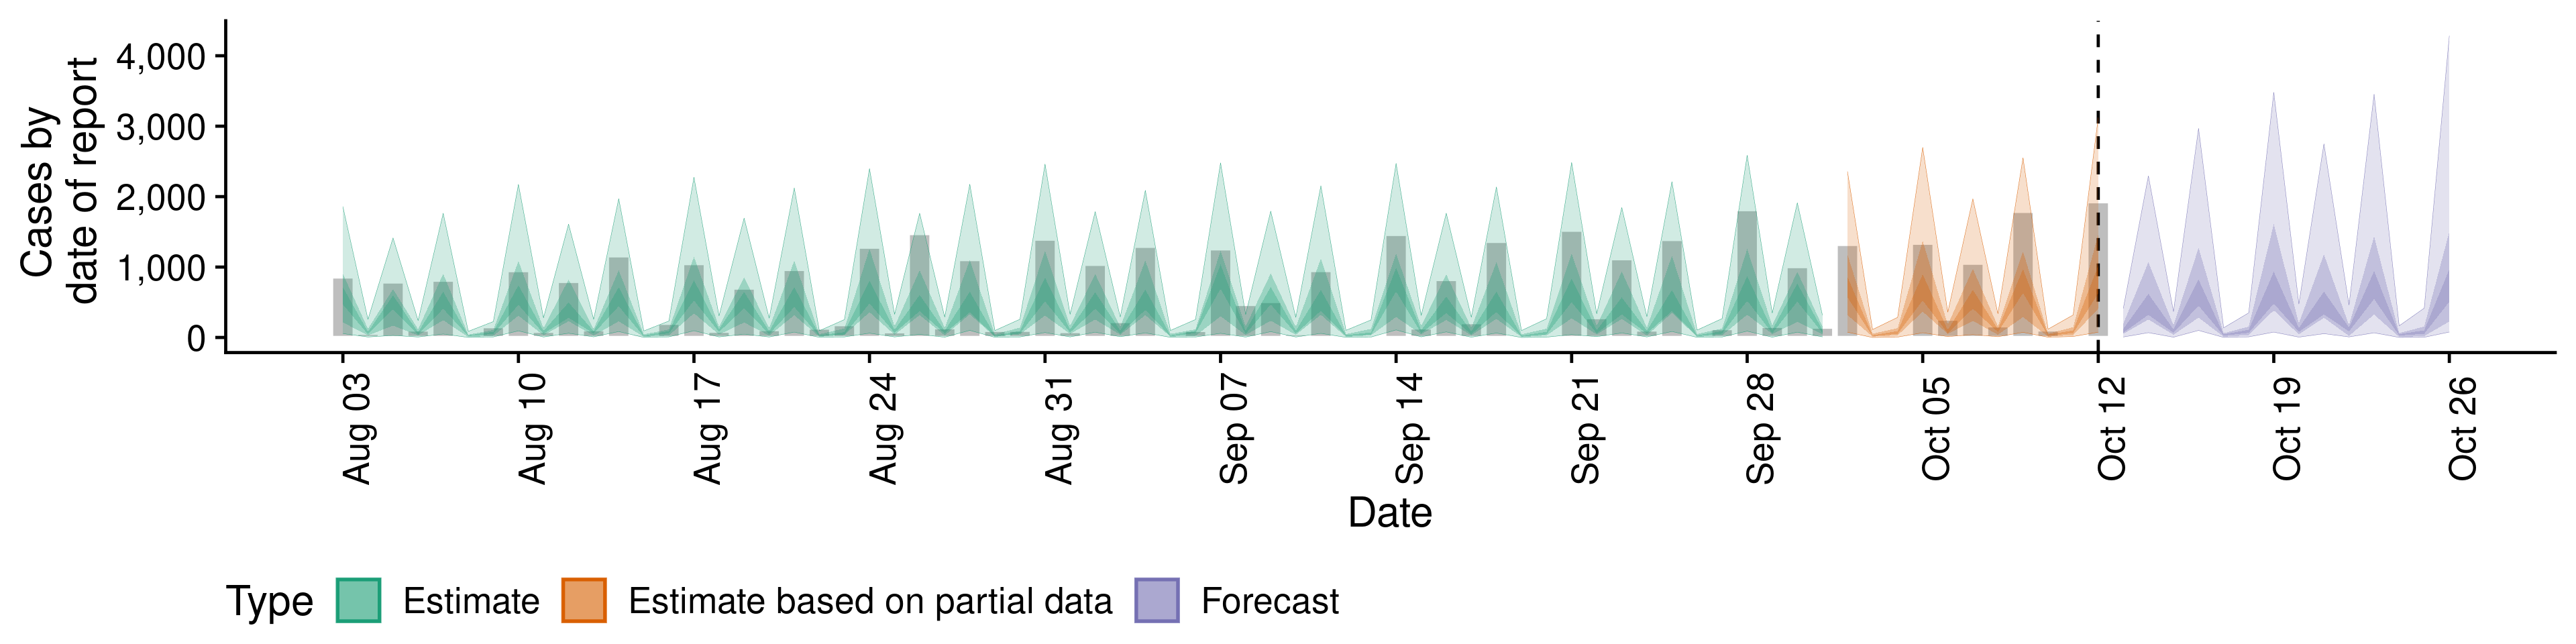 Cases by
date of report
4,000
3,000
2,000
1,000
0
Aug 03
Aug 10
Aug 17
Aug 24
Aug 31
Sep 07
Sep 14
Sep 21
Sep 28
Oct 05
Oct 12
Oct 19
Oct 26
Date
Type Estimate Estimate based on partial data Forecast